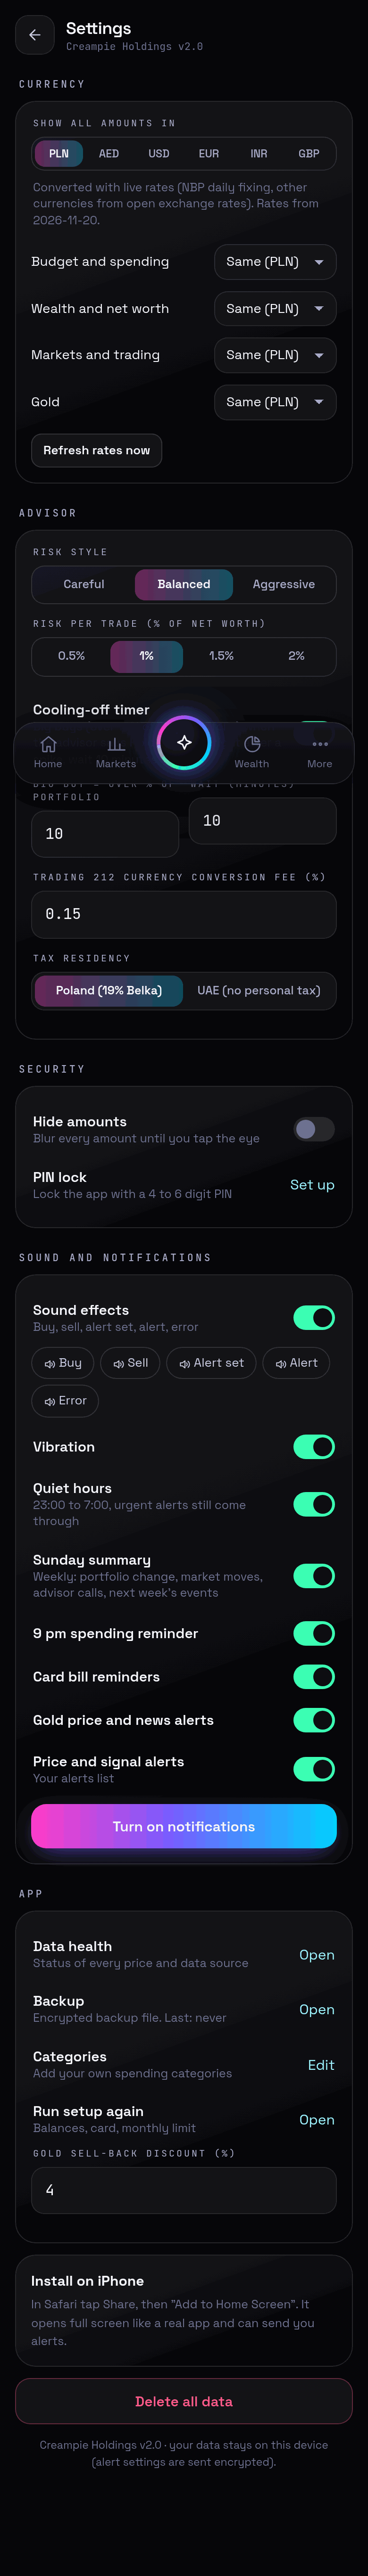 Settings
Creampie Holdings v2.0
CURRENCY
SHOW ALL AMOUNTS IN
PLN AED USD EUR INR GBP
Converted with live rates (NBP daily fixing, other
currencies from open exchange rates). Rates from
2026-11-20.
Budget and spending Same (PLN)
Wealth and net worth Same (PLN)
Markets and trading Same (PLN)
Gold Same (PLN)
Refresh rates now
ADVISOR
RISK STYLE
Careful Balanced Aggressive
RISK PER TRADE (% OF NET WORTH)
0.5% 1% 1.5% 2%
Cooling-off timer
Home Markets Wealth More
WAIT (MINUTES)
PORTFOLIO
10 10
TRADING 212 CURRENCY CONVERSION FEE (%)
0.15
TAX RESIDENCY
Poland (19% Belka) UAE (no personal tax)
SECURITY
Hide amounts
Blur every amount until you tap the eye
PIN lock
Lock the app with a 4 to 6 digit PIN
Set up
SOUND AND NOTIFICATIONS
Sound effects
Buy, sell, alert set, alert, error
Buy Sell Alert set Alert
Error
Vibration
Quiet hours
23:00 to 7:00, urgent alerts still come
through
Sunday summary
Weekly: portfolio change, market moves,
advisor calls, next week's events
9 pm spending reminder
Card bill reminders
Gold price and news alerts
Price and signal alerts
Your alerts list
Turn on notifications
APP
Data health
Status of every price and data source
Open
Backup
Encrypted backup file. Last: never
Open
Categories
Add your own spending categories
Edit
Run setup again
Balances, card, monthly limit
Open
GOLD SELL-BACK DISCOUNT (%)
4
Install on iPhone
In Safari tap Share, then "Add to Home Screen". It
opens full screen like a real app and can send you
alerts.
Delete all data
Creampie Holdings v2.0 · your data stays on this device
(alert settings are sent encrypted).